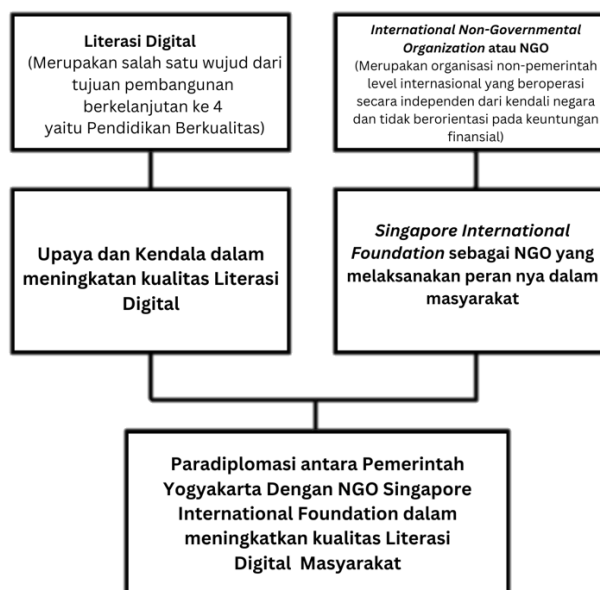 Literasi Digital
(Merupakan salah satu wujud dari
tujuan pembangunan
berkelanjutan ke 4
yaitu Pendidikan Berkualitas)
International Non-Governmental
Organization atau NGO
(Merupakan organisasi non-pemerintah
level internasional yang beroperasi
secara independen dari kendali negara
dan tidak berorientasi pada keuntungan
finansial)
Upaya dan Kendala dalam
meningkatan kualitas Literasi
Digital
Singapore International
Foundation sebagai NGO yang
melaksanakan peran nya dalam
masyarakat
Paradiplomasi antara Pemerintah
Yogyakarta Dengan NGO Singapore
International Foundation dalam
meningkatkan kualitas Literasi
Digital Masyarakat